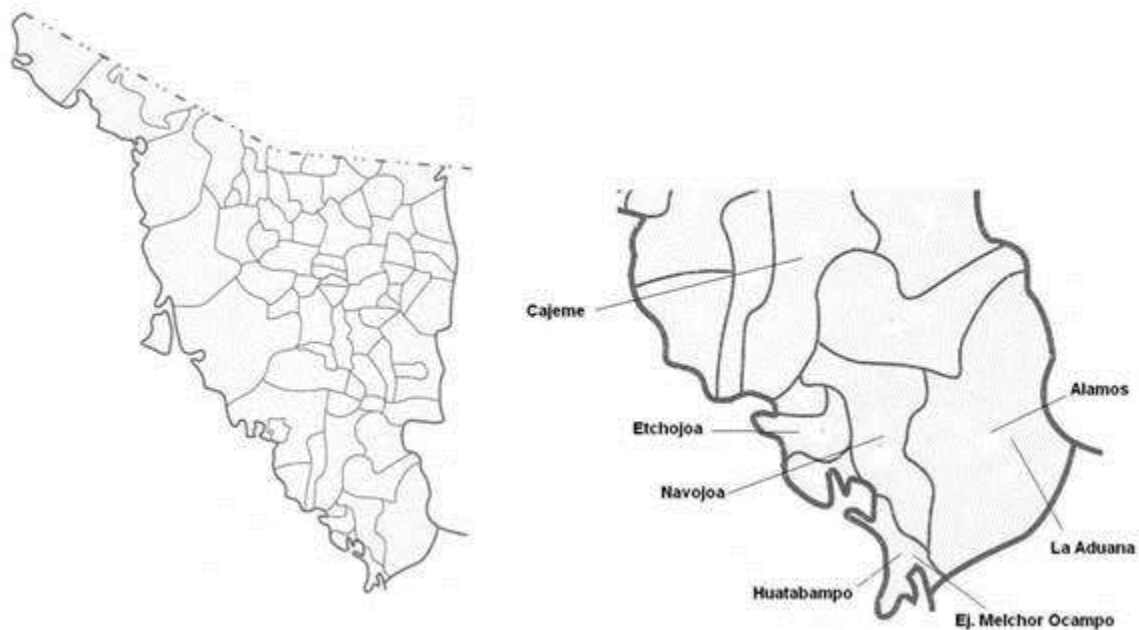 Cajeme
Alamos
Etchojoa
Navojoa
La Aduana
Huatabampo
Ej. Melchor Ocampo